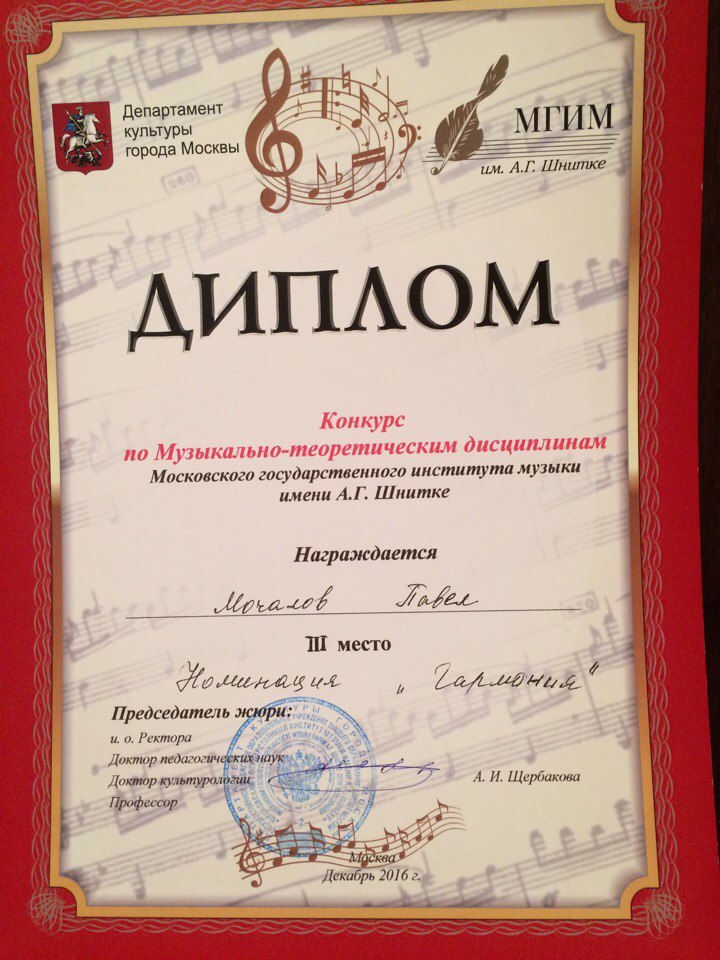 Департамент
культуры
города Москвы
МГИМ
им. А.Г. Шнитке
ДИПЛОМ
Конкурс
по Музыкально-теоретическим дисциплинам
Московского государственного института музыки
имени А.Г. Шнитке
Награждается
Мочалов Павел
III место
Номинация „Гармония“
Председатель жюри:
и. о. Ректора
Доктор педагогических наук
Доктор культурологии
А. И. Щербакова
Профессор
Москва
Декабрь 2016 г.